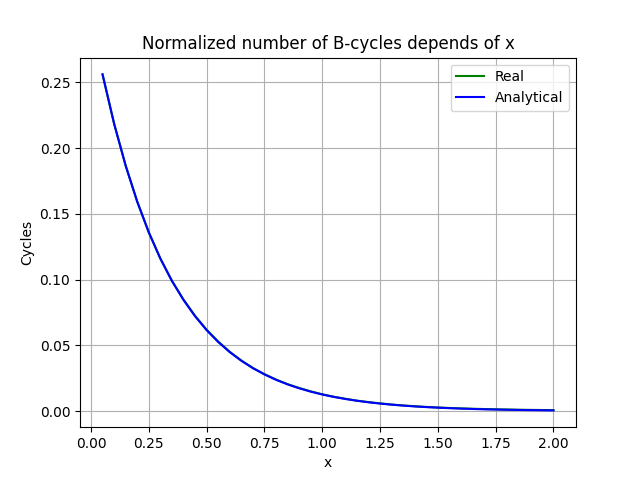 Normalized number of B-cycles depends of x
Real
Analytical
0.25
0.20
0.15
0.10
0.05
0.00
Cycles
0.00 0.25 0.50 0.75 1.00 1.25 1.50 1.75 2.00
x